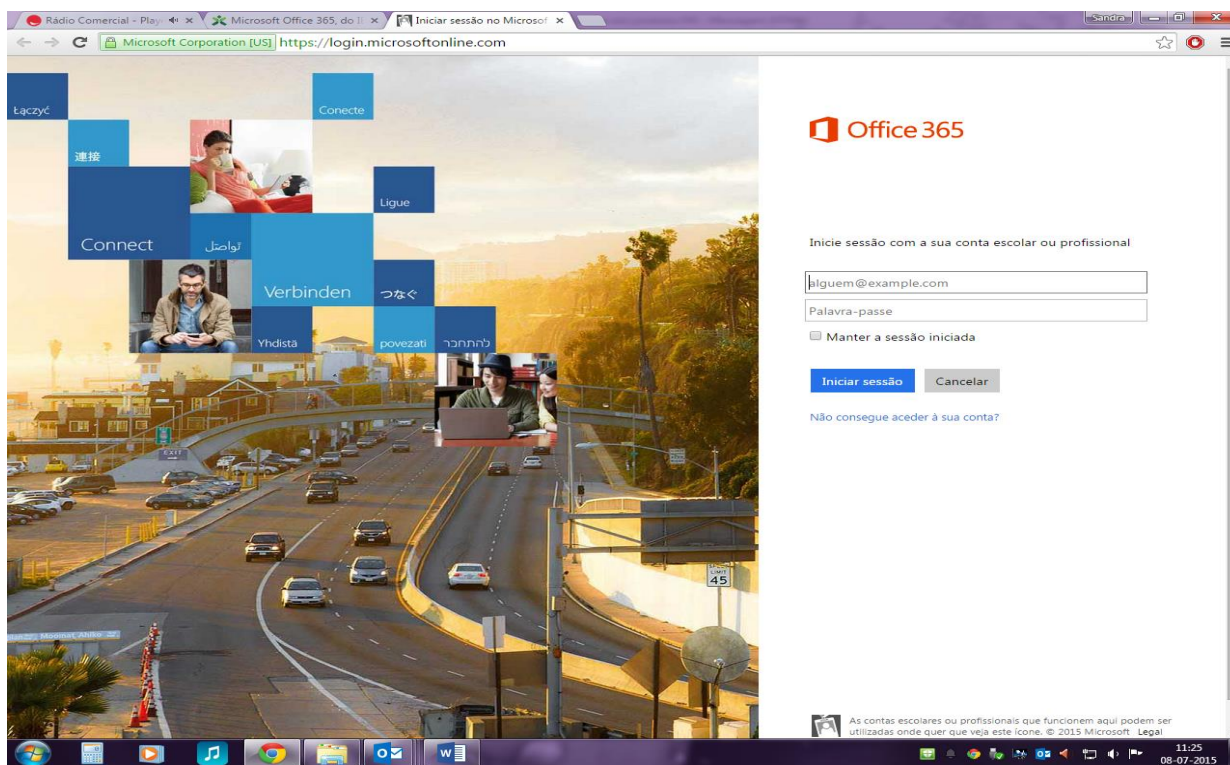 Rádio Comercial - Play
Microsoft Office 365, do I
Iniciar sessão no Microsof
Sandra
Microsoft Corporation [US]
https://login.microsoftonline.com
Łączyć
Conecte
連接
Ligue
Connect
تواصل
Verbinden
つなぐ
Yhdistä
povezati
להתחבר
EXIT
LIMIT
45
Office 365
Inicie sessão com a sua conta escolar ou profissional
alguem@example.com
Palavra-passe
Manter a sessão iniciada
Iniciar sessão
Cancelar
Não consegue aceder à sua conta?
As contas escolares ou profissionais que funcionem aqui podem ser
utilizadas onde quer que veja este ícone. © 2015 Microsoft Legal
11:25
08-07-2015